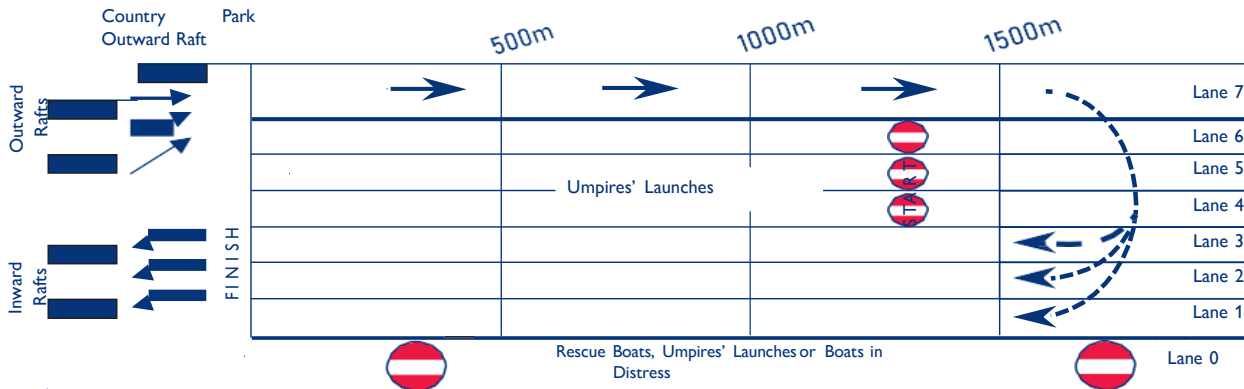 Country Park
Outward Raft
500m
1000m
1500m
Outward
Rafts
Lane 7
Lane 6
Lane 5
Umpires' Launches
START
Lane 4
Lane 3
FINISH
Inward
Rafts
Lane 2
Lane 1
Rescue Boats, Umpires' Launches or Boats in
Distress
Lane 0